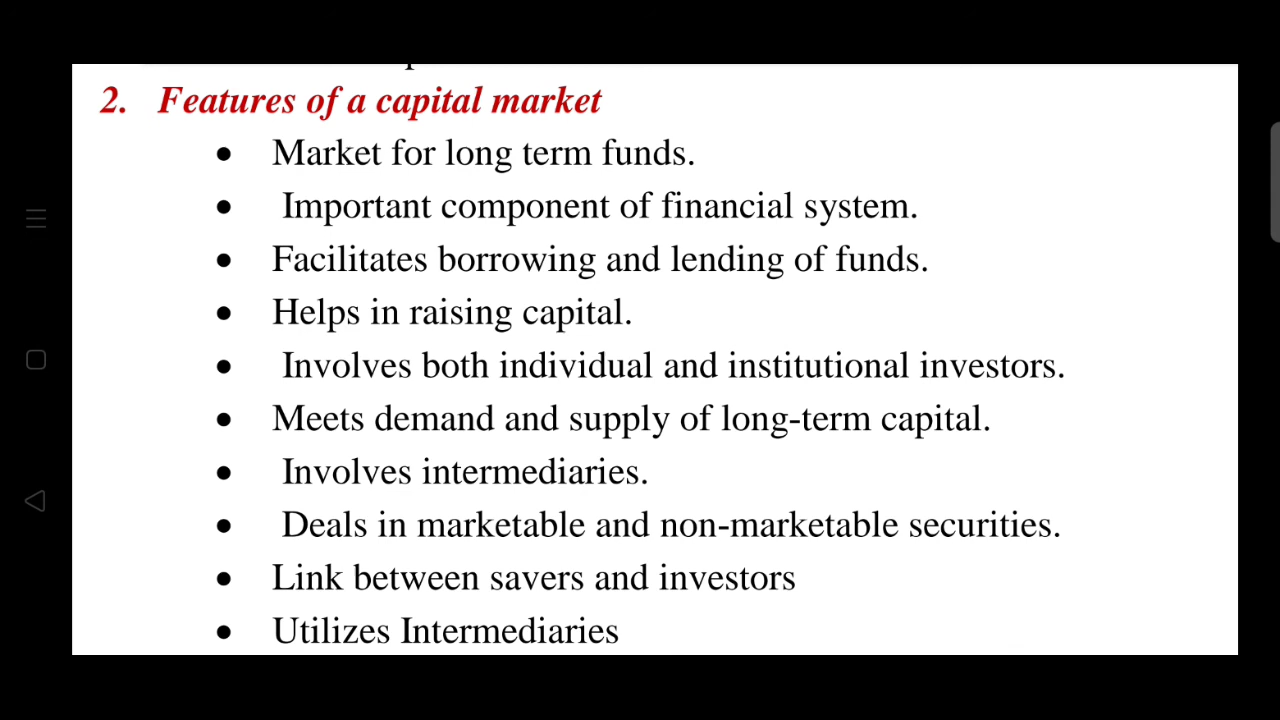 2. Features of a capital market
• Market for long term funds.
• Important component of financial system.
• Facilitates borrowing and lending of funds.
• Helps in raising capital.
• Involves both individual and institutional investors.
• Meets demand and supply of long-term capital.
• Involves intermediaries.
• Deals in marketable and non-marketable securities.
• Link between savers and investors
• Utilizes Intermediaries